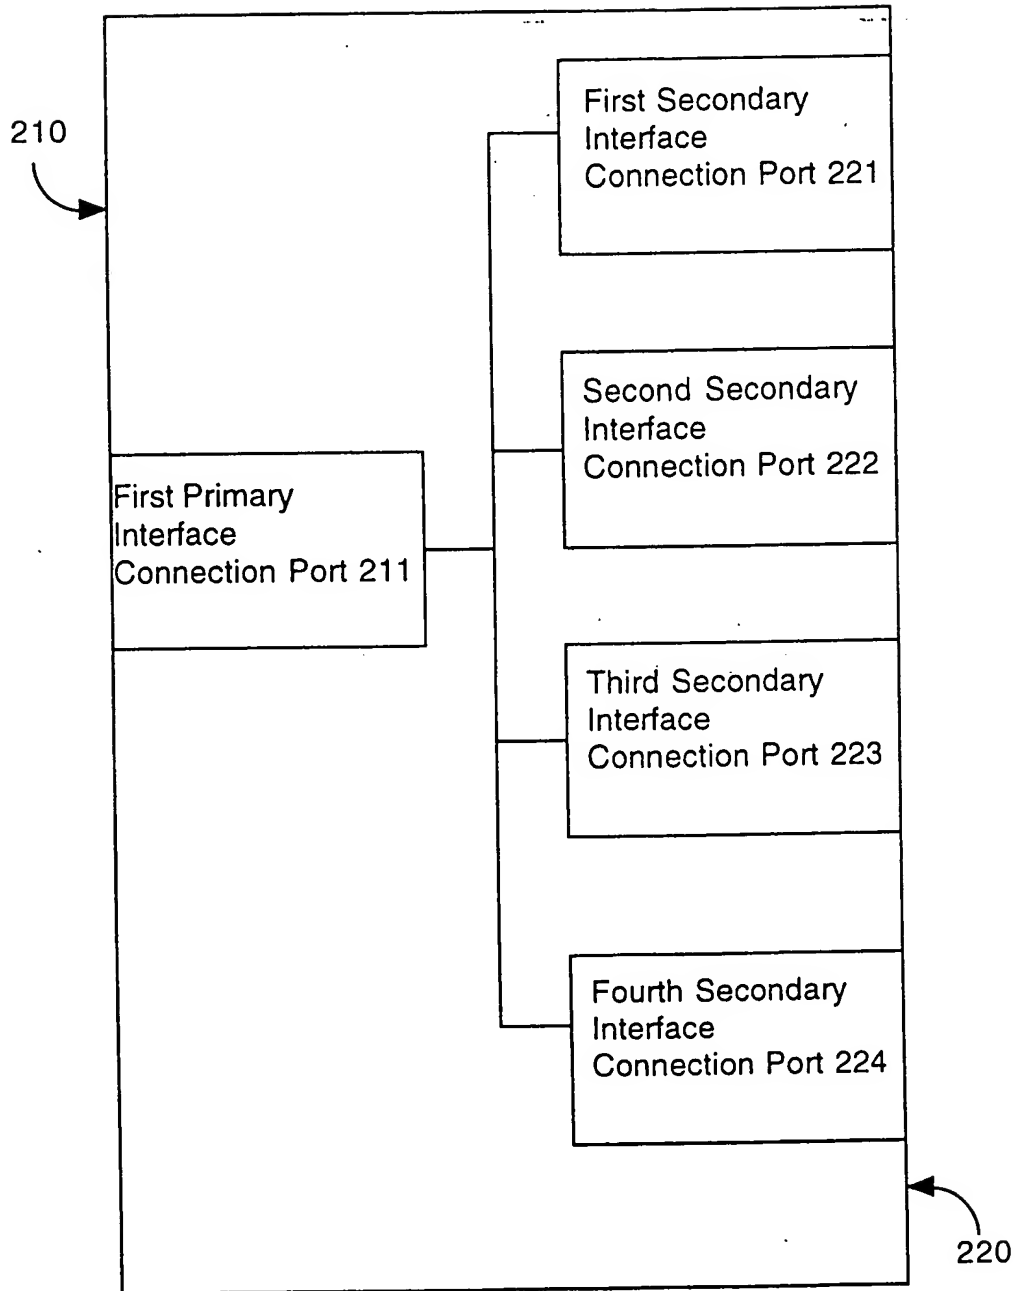 210
First Secondary
Interface
Connection Port 221
Second Secondary
Interface
Connection Port 222
First Primary
Interface
Connection Port 211
Third Secondary
Interface
Connection Port 223
Fourth Secondary
Interface
Connection Port 224
220